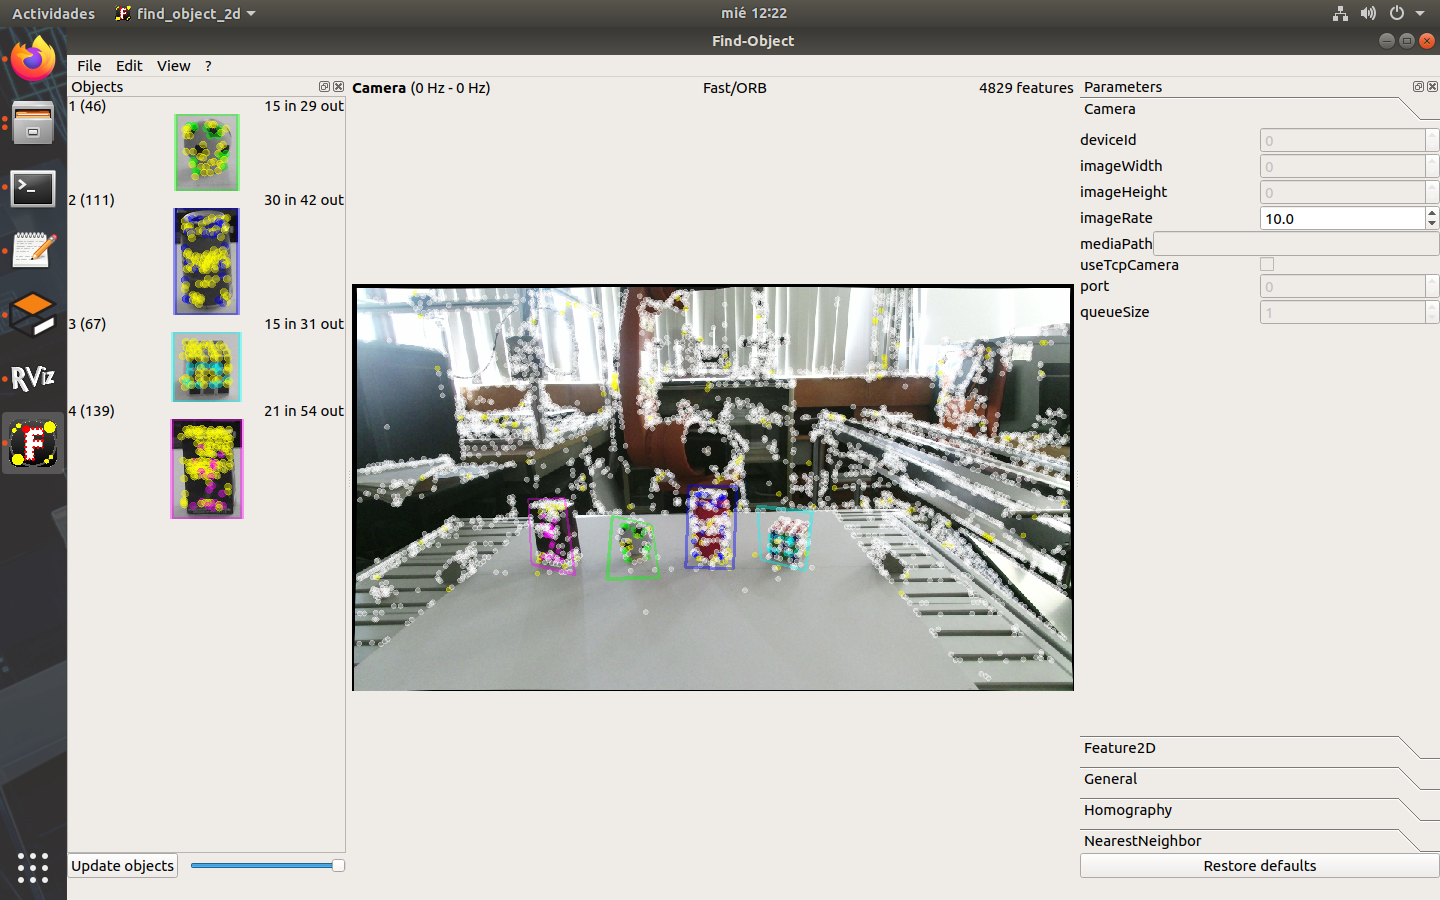 Actividades find_object_2d mié 12:22
Find-Object
File Edit View ?
Objects
Camera (0 Hz - 0 Hz) Fast/ORB 4829 features
Parameters
1 (46) 15 in 29 out
2 (111) 30 in 42 out
3 (67) 15 in 31 out
4 (139) 21 in 54 out
Camera
deviceId 0
imageWidth 0
imageHeight 0
imageRate 10.0
mediaPath
useTcpCamera
port 0
queueSize 1
Feature2D
General
Homography
NearestNeighbor
Restore defaults
Update objects
RViz
F